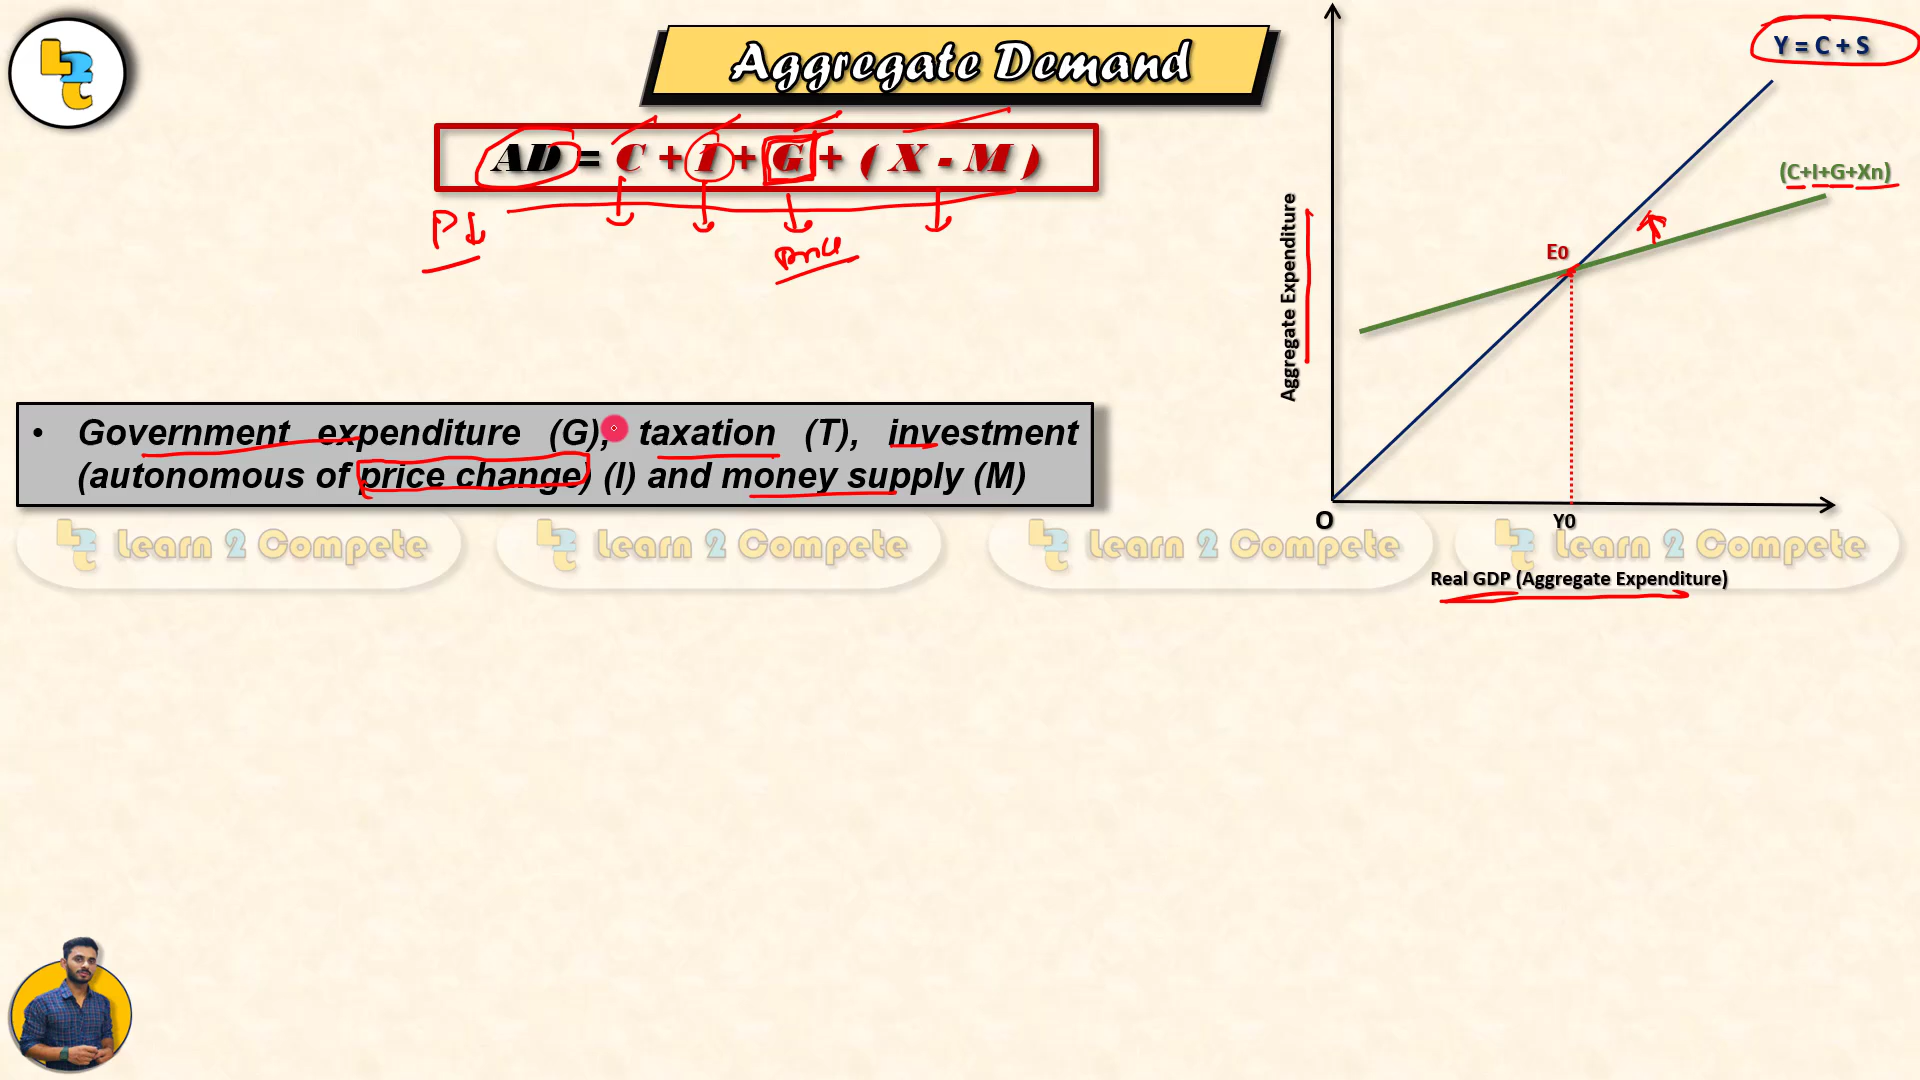 Aggregate Demand
AD = C + I + G + ( X - M )
P↓
Price
• Government expenditure (G), taxation (T), investment
(autonomous of price change) (I) and money supply (M)
Y = C + S
(C+I+G+Xn)
E0
Aggregate Expenditure
O
Y0
Real GDP (Aggregate Expenditure)
Learn 2 Compete Learn 2 Compete Learn 2 Compete Learn 2 Compete